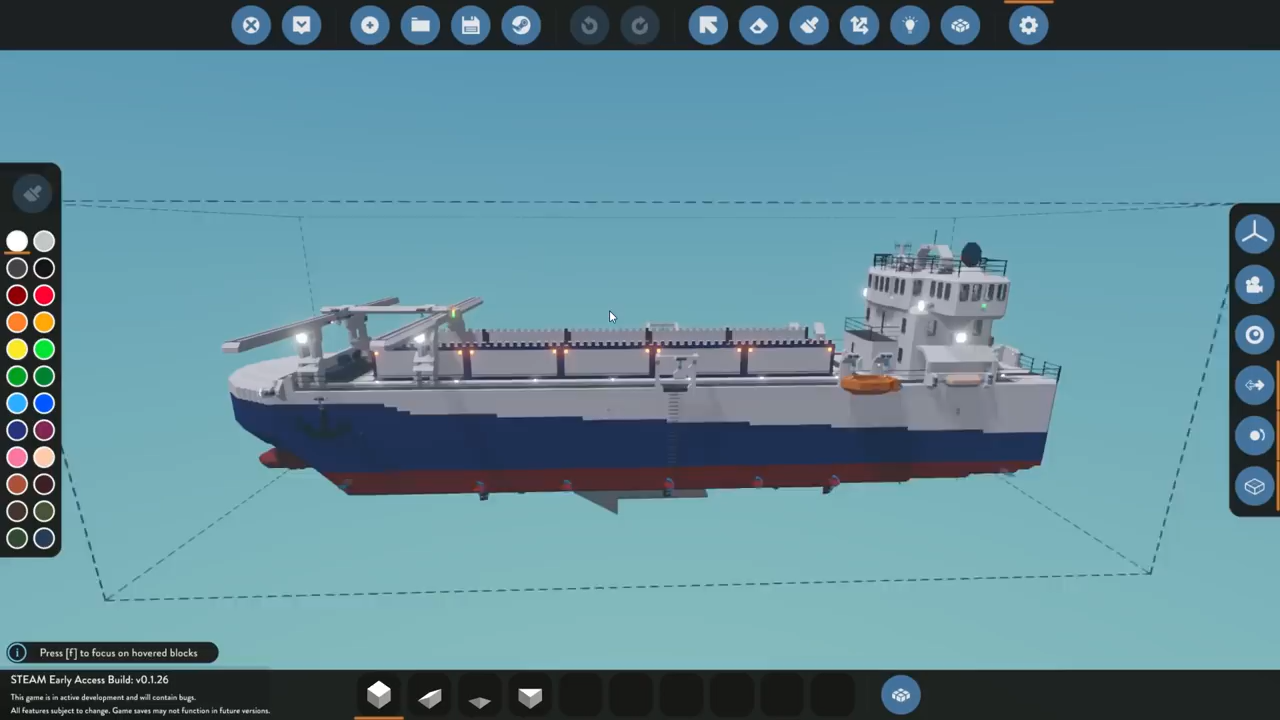 Press [f] to focus on hovered blocks
STEAM Early Access Build: v0.1.26
This game is in active development and will contain bugs.
All features subject to change. Game saves may not function in future versions.